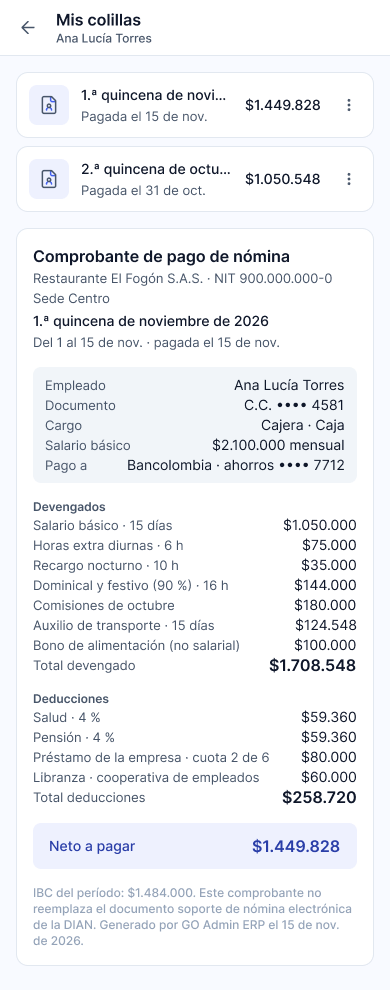 Mis colillas
Ana Lucía Torres
1.ª quincena de novi... $1.449.828
Pagada el 15 de nov.
2.ª quincena de octu... $1.050.548
Pagada el 31 de oct.
Comprobante de pago de nómina
Restaurante El Fogón S.A.S. · NIT 900.000.000-0
Sede Centro
1.ª quincena de noviembre de 2026
Del 1 al 15 de nov. · pagada el 15 de nov.
Empleado Ana Lucía Torres
Documento C.C. •••• 4581
Cargo Cajera · Caja
Salario básico $2.100.000 mensual
Pago a Bancolombia · ahorros •••• 7712
Devengados
Salario básico · 15 días $1.050.000
Horas extra diurnas · 6 h $75.000
Recargo nocturno · 10 h $35.000
Dominical y festivo (90 %) · 16 h $144.000
Comisiones de octubre $180.000
Auxilio de transporte · 15 días $124.548
Bono de alimentación (no salarial) $100.000
Total devengado $1.708.548
Deducciones
Salud · 4 % $59.360
Pensión · 4 % $59.360
Préstamo de la empresa · cuota 2 de 6 $80.000
Libranza · cooperativa de empleados $60.000
Total deducciones $258.720
Neto a pagar $1.449.828
IBC del período: $1.484.000. Este comprobante no
reemplaza el documento soporte de nómina electrónica
de la DIAN. Generado por GO Admin ERP el 15 de nov.
de 2026.